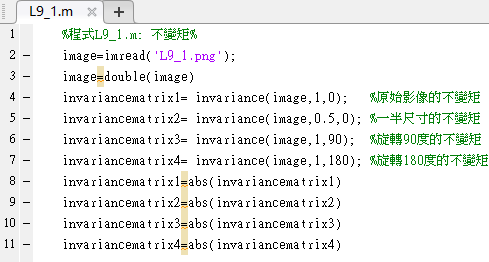 L9_1.m × +
1 %程式L9_1.m: 不變矩%
2 – image=imread('L9_1.png');
3 – image=double(image)
4 – invariancematrix1= invariance(image,1,0); %原始影像的不變矩
5 – invariancematrix2= invariance(image,0.5,0); %一半尺寸的不變矩
6 – invariancematrix3= invariance(image,1,90); %旋轉90度的不變矩
7 – invariancematrix4= invariance(image,1,180); %旋轉180度的不變矩
8 – invariancematrix1=abs(invariancematrix1)
9 – invariancematrix2=abs(invariancematrix2)
10 – invariancematrix3=abs(invariancematrix3)
11 – invariancematrix4=abs(invariancematrix4)